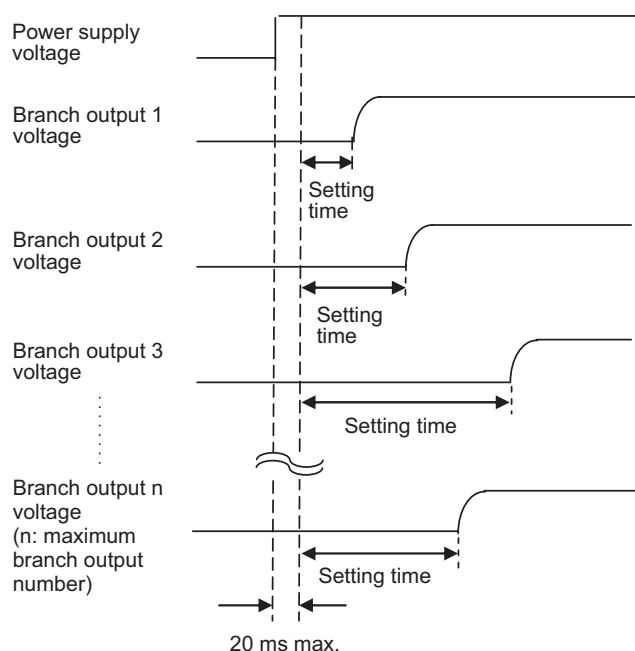 Power supply
voltage
Branch output 1
voltage
Setting
time
Branch output 2
voltage
Setting
time
Branch output 3
voltage
Setting time
Branch output n
voltage
(n: maximum
branch output
number)
Setting time
20 ms max.